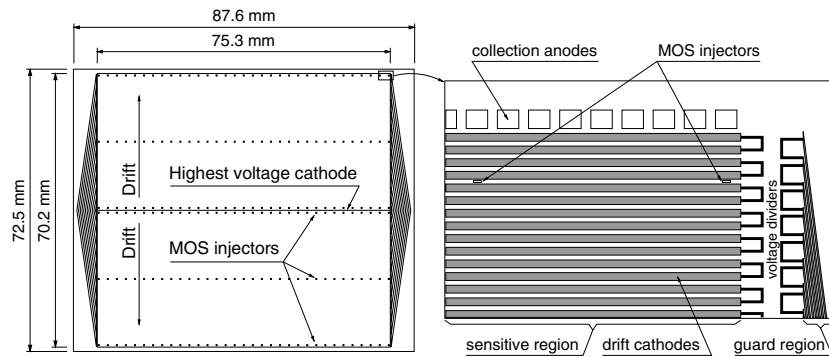 87.6 mm
75.3 mm
72.5 mm
70.2 mm
Drift
Highest voltage cathode
Drift
MOS injectors
collection anodes
MOS injectors
voltage dividers
sensitive region
drift cathodes
guard region